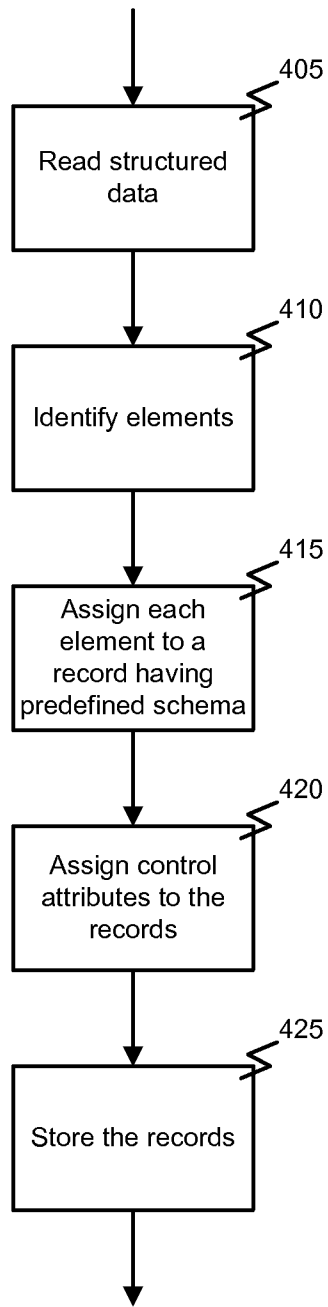 405
Read structured
data
410
Identify elements
415
Assign each
element to a
record having
predefined schema
420
Assign control
attributes to the
records
425
Store the records